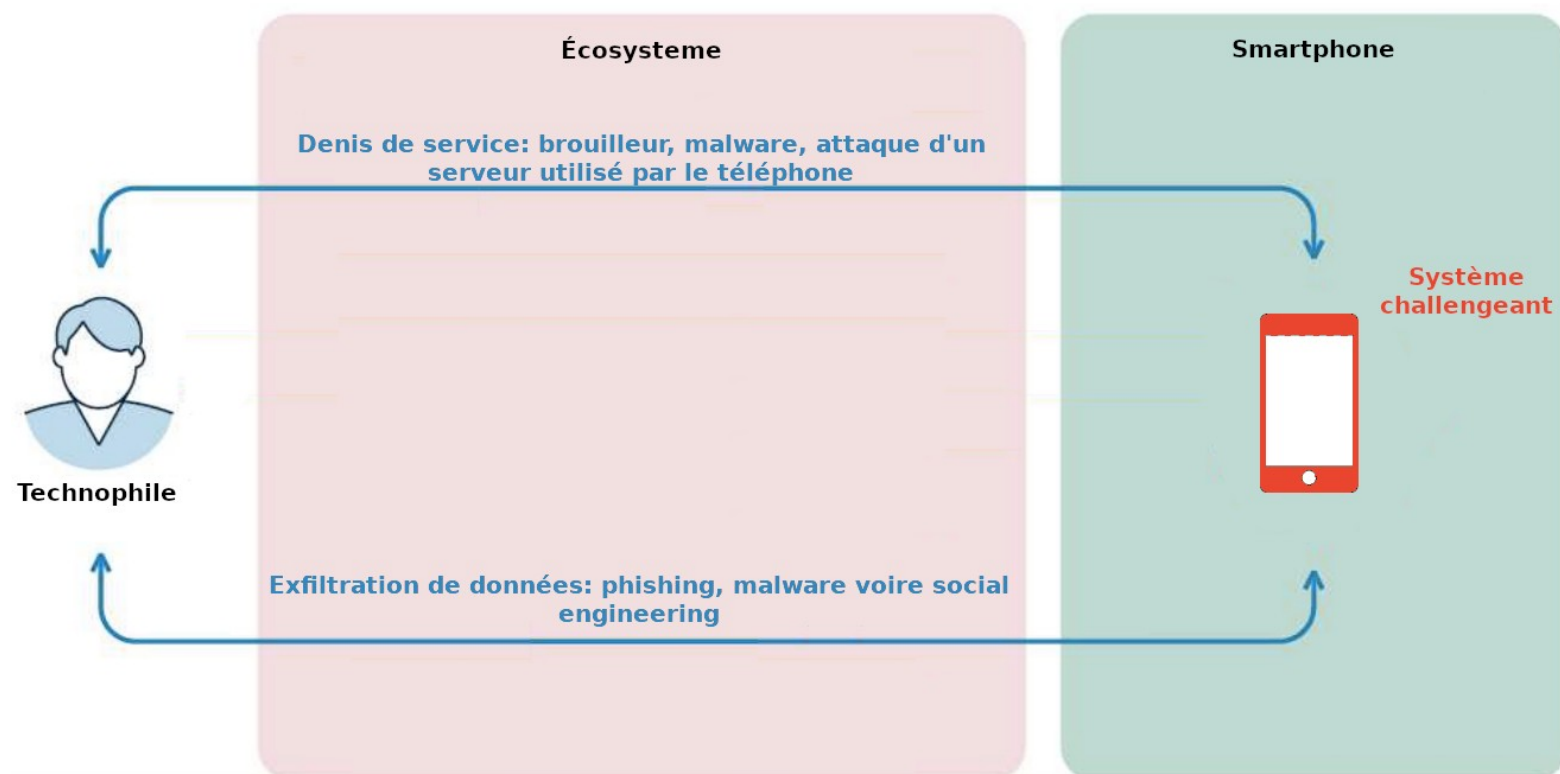 Écosysteme
Smartphone
Denis de service: brouilleur, malware, attaque d'un
serveur utilisé par le téléphone
Système
challengeant
Technophile
Exfiltration de données: phishing, malware voire social
engineering